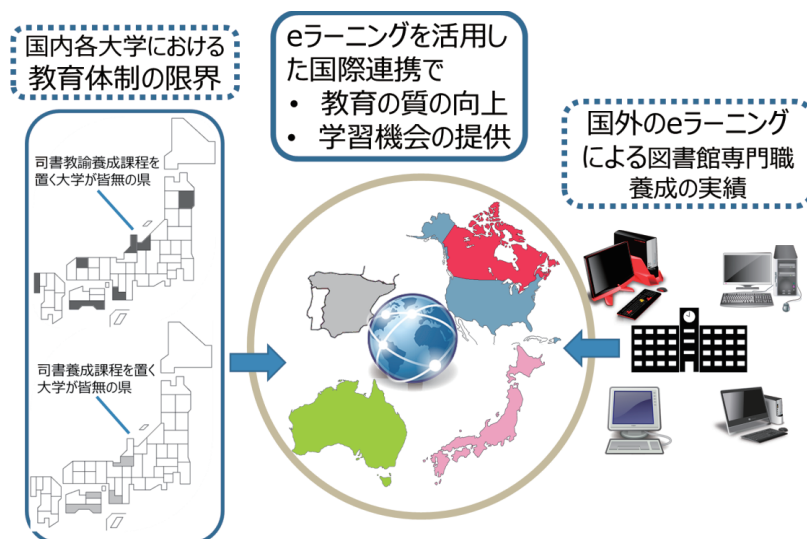 国内各大学における
教育体制の限界
eラーニングを活用し
た国際連携で
• 教育の質の向上
• 学習機会の提供
国外のeラーニング
による図書館専門職
養成の実績
司書教諭養成課程を
置く大学が皆無の県
司書養成課程を置く
大学が皆無の県